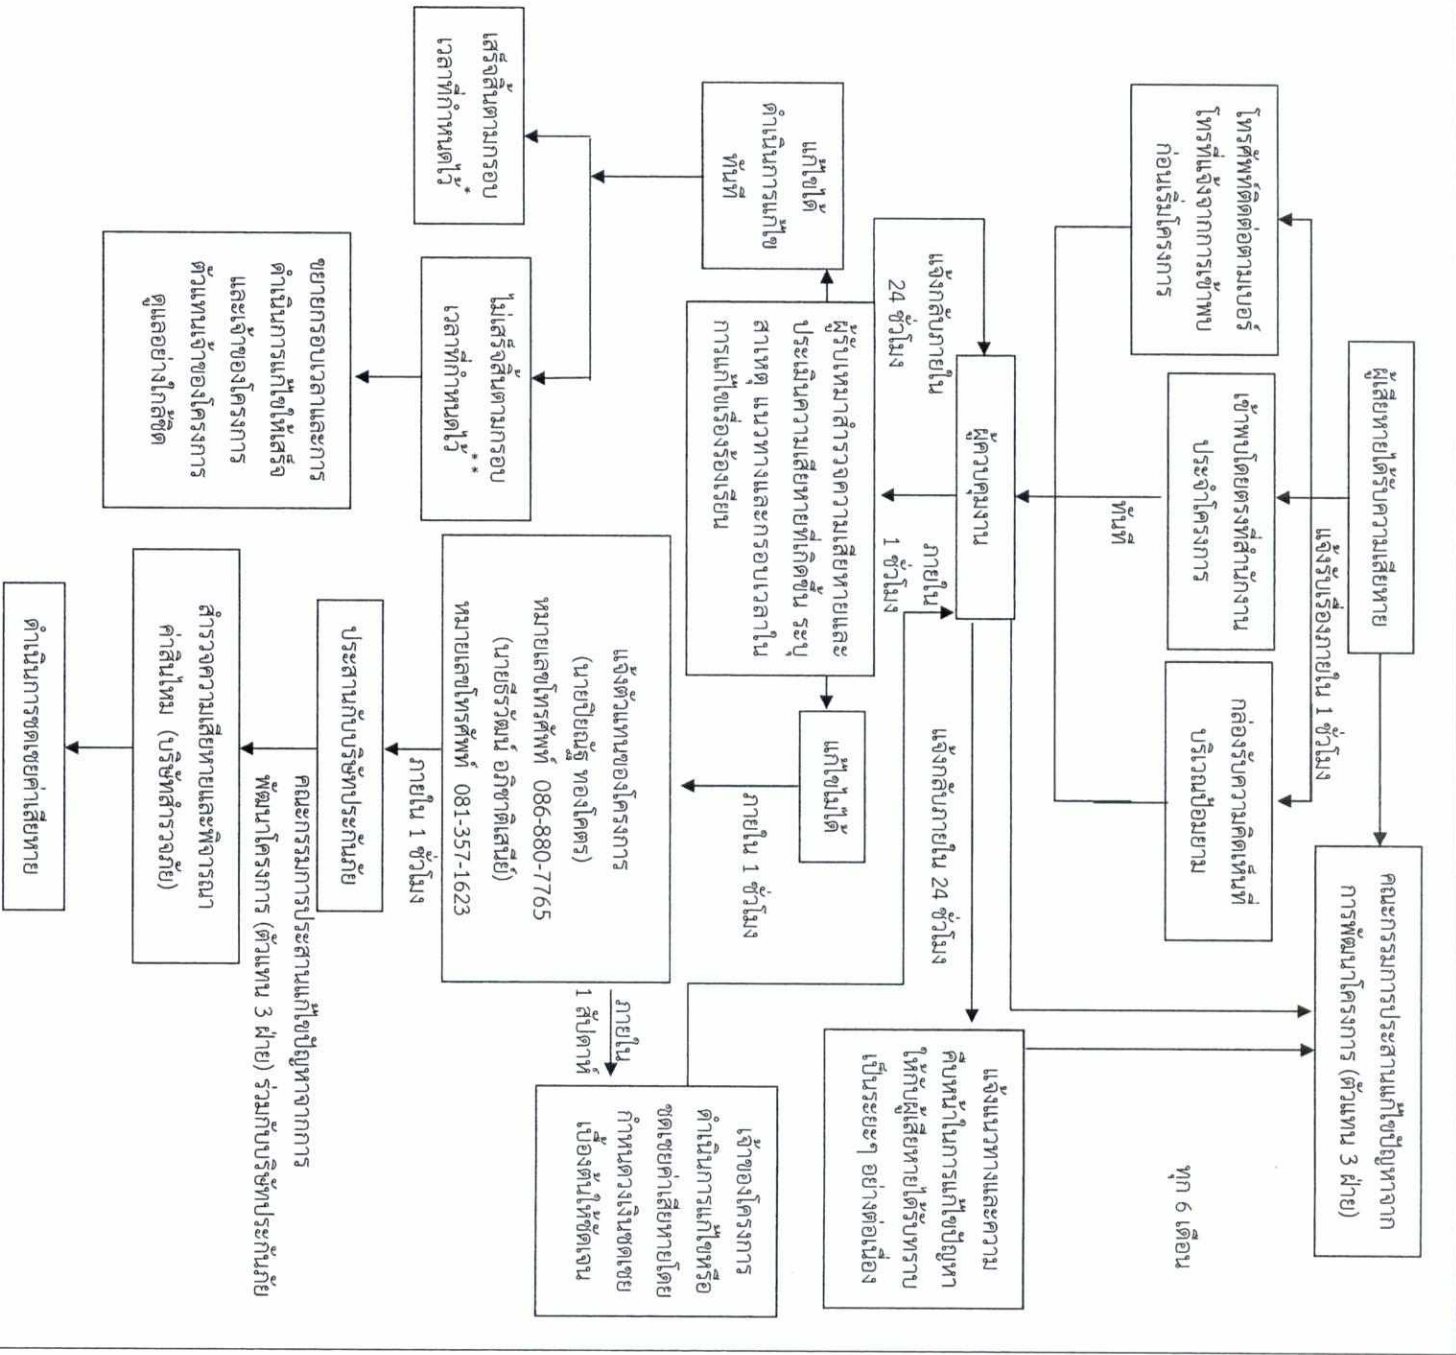 ผู้เสียหายได้รับความเสียหาย
แจ้งรับเรื่องภายใน 1 ชั่วโมง
คณะกรรมการประสานแก้ไขปัญหาจาก
การพัฒนาโครงการ (ตัวแทน 3 ฝ่าย)
โทรศัพท์ติดต่อตามเบอร์
โทรที่แจ้งจากการเข้าพบ
ก่อนเริ่มโครงการ
เข้าพบโดยตรงที่สำนักงาน
ประจำโครงการ
กล่องรับความคิดเห็นที่
บริเวณป้อมยาม
ทันที
ทุก 6 เดือน
ผู้ควบคุมงาน
แจ้งกลับภายใน
24 ชั่วโมง
ภายใน
1 ชั่วโมง
แจ้งกลับภายใน 24 ชั่วโมง
แจ้งแนวทางและความ
คืบหน้าในการแก้ไขปัญหา
ให้กับผู้เสียหายได้รับทราบ
เป็นระยะๆ อย่างต่อเนื่อง
ผู้รับเหมาสำรวจความเสียหายและ
ประเมินความเสียหายที่เกิดขึ้น ระบุ
สาเหตุ แนวทางและกรอบเวลาใน
การแก้ไขเรื่องร้องเรียน
แก้ไขได้
ดำเนินการแก้ไข
ทันที
แก้ไขไม่ได้
ภายใน 1 ชั่วโมง
เสร็จสิ้นตามกรอบ
เวลาที่กำหนดไว้*
ไม่เสร็จสิ้นตามกรอบ
เวลาที่กำหนดไว้**
แจ้งตัวแทนของโครงการ
(นายปิยณัฐ ทองโคตร)
หมายเลขโทรศัพท์ 086-880-7765
(นายธีรวัฒน์ อภิชาติเสนีย์)
หมายเลขโทรศัพท์ 081-357-1623
ภายใน
1 สัปดาห์
เจ้าของโครงการ
ดำเนินการแก้ไขหรือ
ชดเชยค่าเสียหายโดย
กำหนดวงเงินชดเชย
เบื้องต้นให้ชัดเจน
ขยายกรอบเวลาและการ
ดำเนินการแก้ไขให้เสร็จ
และเจ้าของโครงการ
ตัวแทนเจ้าของโครงการ
ดูแลอย่างใกล้ชิด
ภายใน 1 ชั่วโมง
ประสานกับบริษัทประกันภัย
คณะกรรมการประสานแก้ไขปัญหาจากการ
พัฒนาโครงการ (ตัวแทน 3 ฝ่าย) ร่วมกับบริษัทประกันภัย
สำรวจความเสียหายและพิจารณา
ค่าสินไหม (บริษัทสำรวจภัย)
ดำเนินการชดเชยค่าเสียหาย